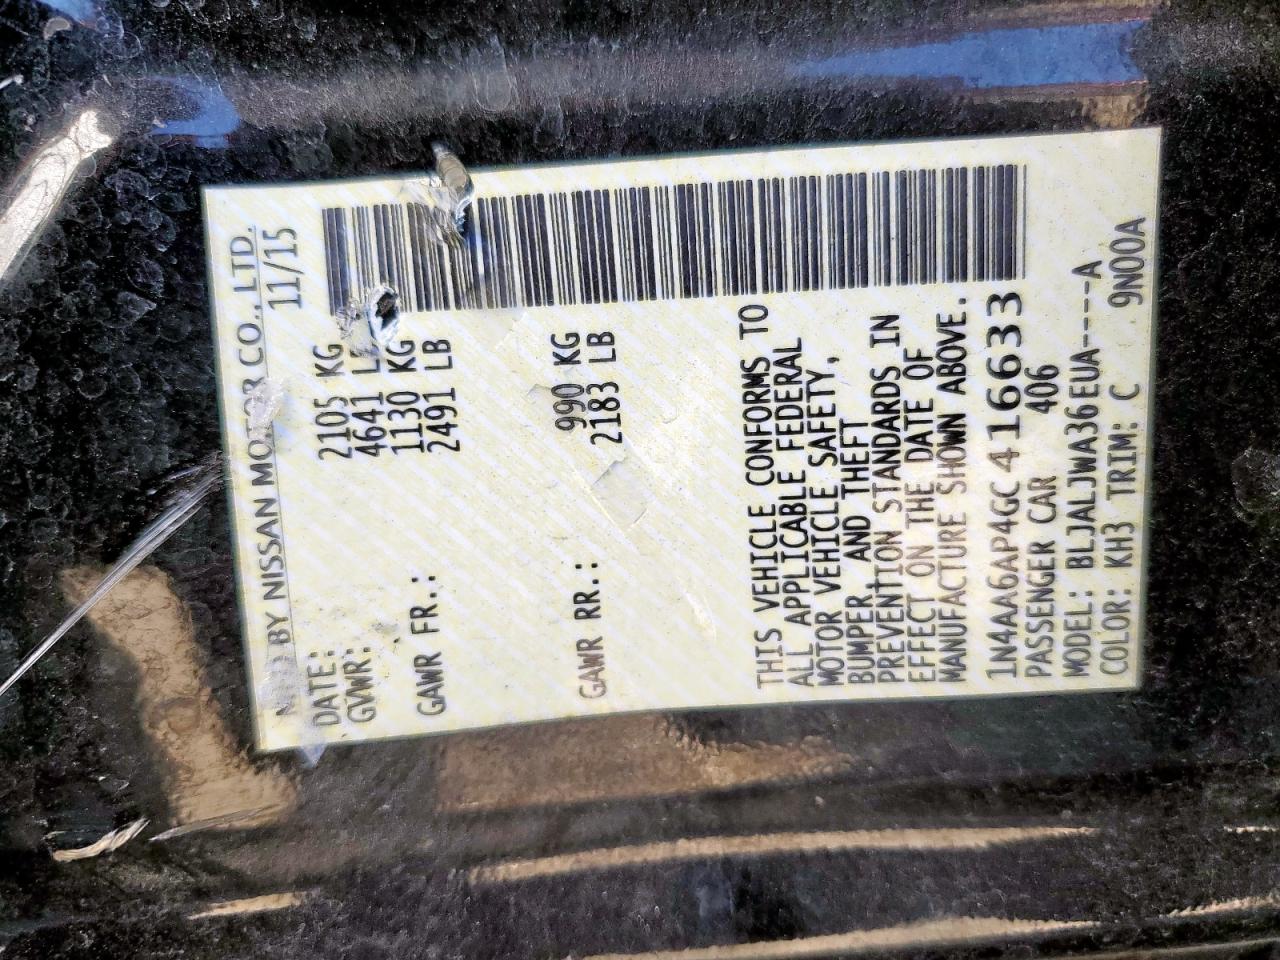 BY NISSAN MOTOR CO., LTD.
DATE: 11/15
GVWR: 2105 KG
4641 LB
GAWR FR.: 1130 KG
2491 LB
GAWR RR.: 990 KG
2183 LB
THIS VEHICLE CONFORMS TO
ALL APPLICABLE FEDERAL
MOTOR VEHICLE SAFETY,
BUMPER AND THEFT
PREVENTION STANDARDS IN
EFFECT ON THE DATE OF
MANUFACTURE SHOWN ABOVE.
1N4AA6AP4GC416633
PASSENGER CAR 406
MODEL: BLJALJWA36EUA-----A
COLOR: KH3 TRIM: C 9N00A